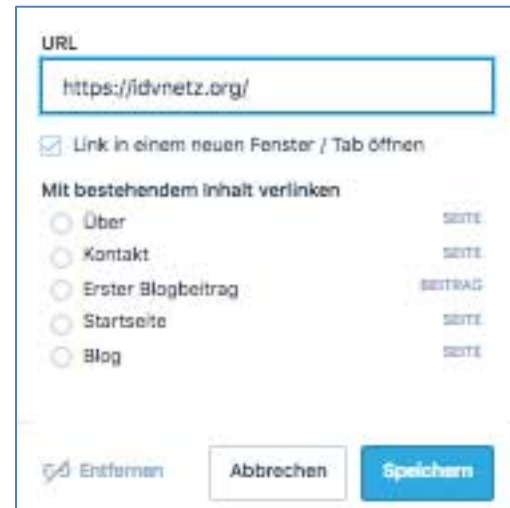 URL
https://idvnetz.org/
Link in einem neuen Fenster / Tab öffnen
Mit bestehendem Inhalt verlinken
Über SEITE
Kontakt SEITE
Erster Blogbeitrag BEITRAG
Startseite SEITE
Blog SEITE
Entfernen Abbrechen Speichern